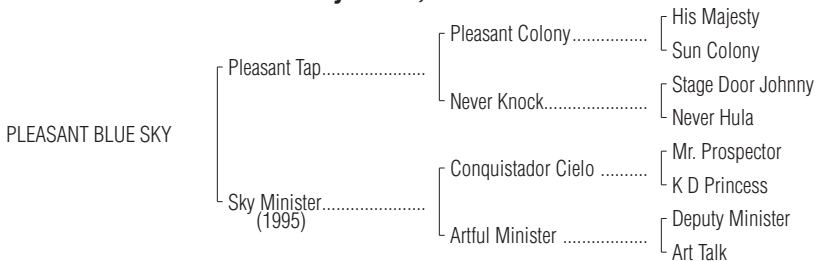 His Majesty
Pleasant Colony................
Sun Colony
Pleasant Tap......................
Stage Door Johnny
Never Knock......................
Never Hula
PLEASANT BLUE SKY
Mr. Prospector
Conquistador Cielo ..........
K D Princess
Sky Minister......................
(1995)
Deputy Minister
Artful Minister ..................
Art Talk